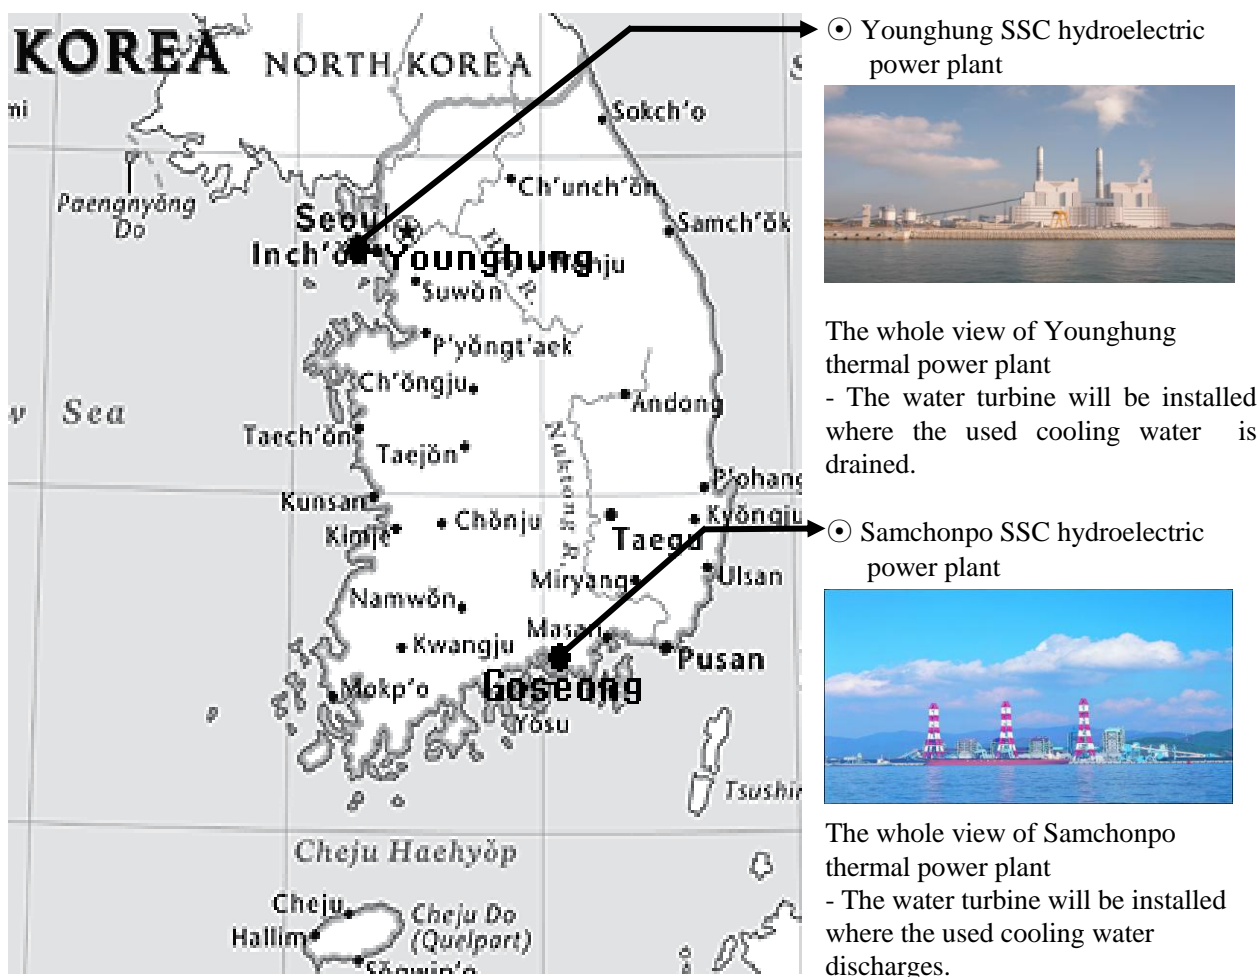 KOREA
NORTH KOREA
S
mi
Sokch'o
Paengnyŏng
Do
Ch'unch'ŏn
Seoul
Samch'ŏk
Inch'ŏn
Younghung
Suwŏn
P'yŏngt'aek
Ch'ŏngju
w Sea
Andong
Taech'ŏn
Taejŏn
Naktong R.
P'ohang
Kunsan
Chŏnju
Kyŏngju
Kimje
Taegu
Miryang
Ulsan
Namwŏn
Masan
Kwangju
Pusan
Mokp'o
Goseong
Yŏsu
Tsushim
Cheju Haehyŏp
Cheju
Cheju Do
(Quelpart)
Hallim
Sŏgwip'o
☉ Younghung SSC hydroelectric
power plant
The whole view of Younghung
thermal power plant
- The water turbine will be installed
where the used cooling water is
drained.
☉ Samchonpo SSC hydroelectric
power plant
The whole view of Samchonpo
thermal power plant
- The water turbine will be installed
where the used cooling water
discharges.